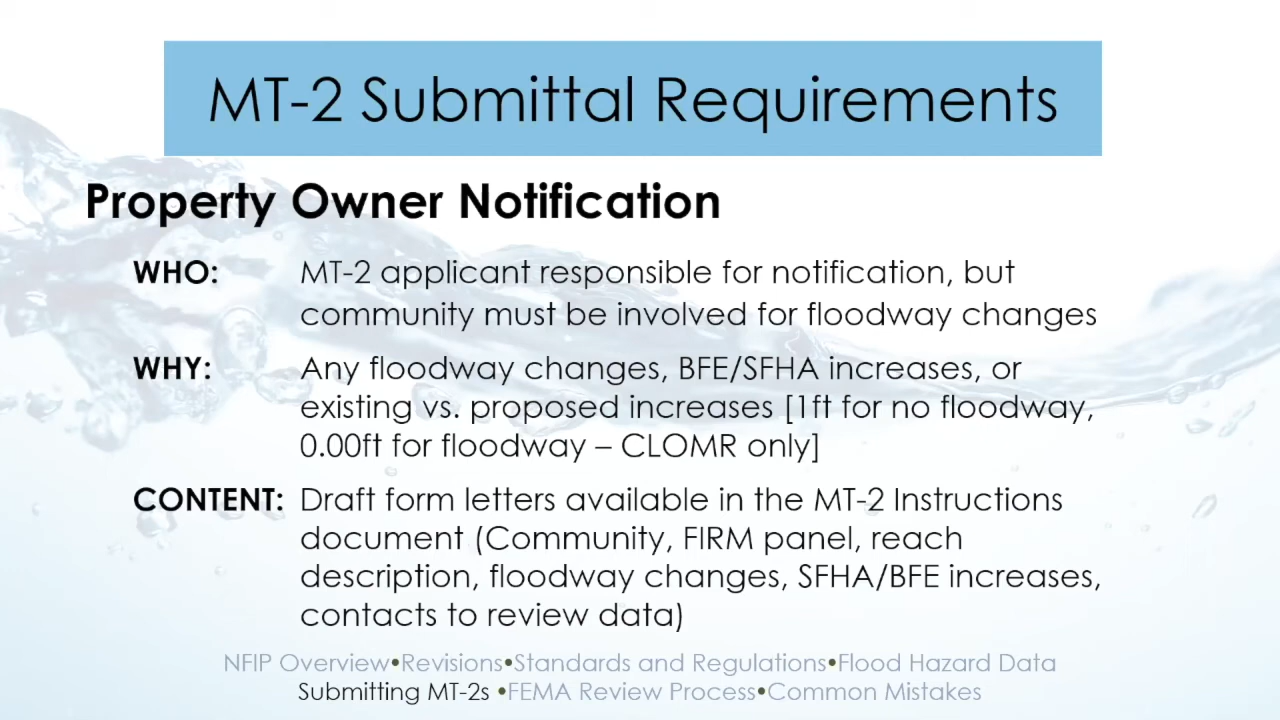 MT-2 Submittal Requirements
Property Owner Notification
WHO: MT-2 applicant responsible for notification, but
community must be involved for floodway changes
WHY: Any floodway changes, BFE/SFHA increases, or
existing vs. proposed increases [1ft for no floodway,
0.00ft for floodway – CLOMR only]
CONTENT: Draft form letters available in the MT-2 Instructions
document (Community, FIRM panel, reach
description, floodway changes, SFHA/BFE increases,
contacts to review data)
NFIP Overview•Revisions•Standards and Regulations•Flood Hazard Data
Submitting MT-2s •FEMA Review Process•Common Mistakes